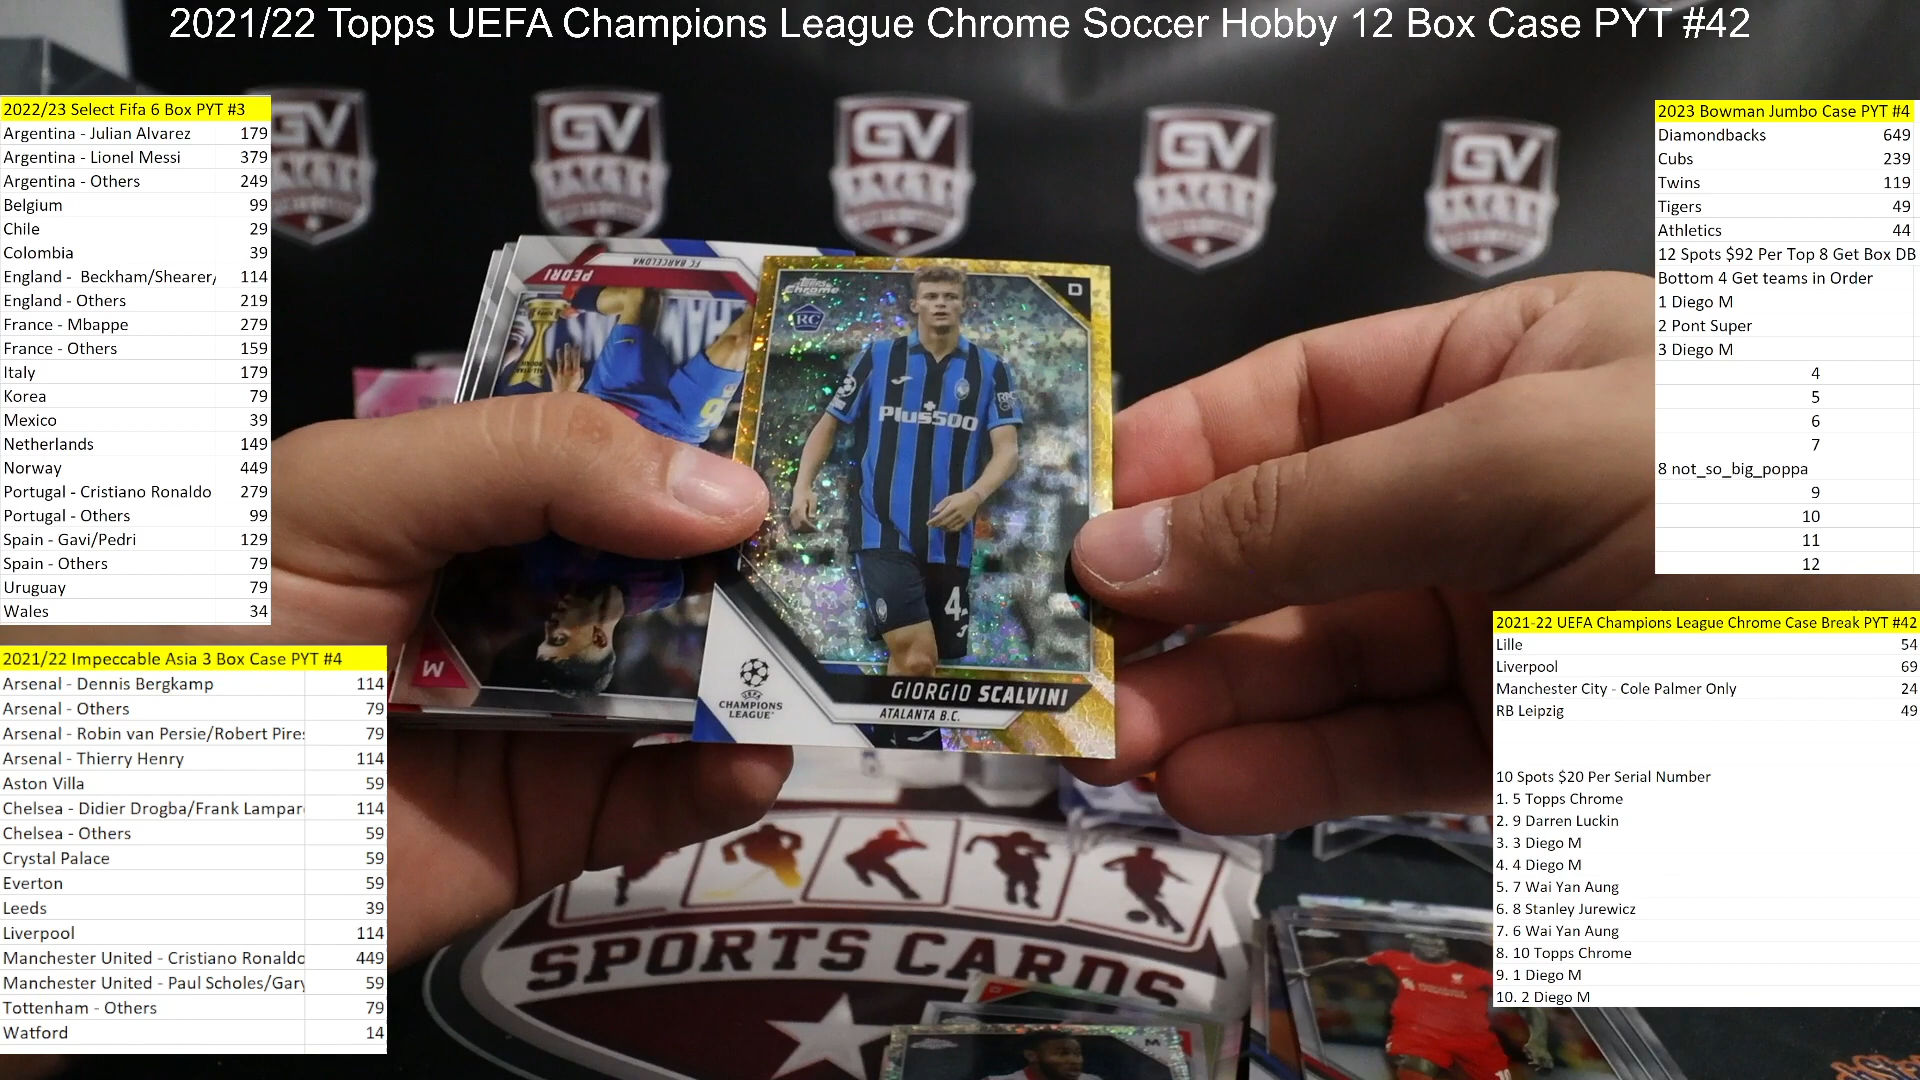 2021/22 Topps UEFA Champions League Chrome Soccer Hobby 12 Box Case PYT #42
2022/23 Select Fifa 6 Box PYT #3
Argentina - Julian Alvarez 179
Argentina - Lionel Messi 379
Argentina - Others 249
Belgium 99
Chile 29
Colombia 39
England - Beckham/Shearer/ 114
England - Others 219
France - Mbappe 279
France - Others 159
Italy 179
Korea 79
Mexico 39
Netherlands 149
Norway 449
Portugal - Cristiano Ronaldo 279
Portugal - Others 99
Spain - Gavi/Pedri 129
Spain - Others 79
Uruguay 79
Wales 34
2021/22 Impeccable Asia 3 Box Case PYT #4
Arsenal - Dennis Bergkamp 114
Arsenal - Others 79
Arsenal - Robin van Persie/Robert Pires 79
Arsenal - Thierry Henry 114
Aston Villa 59
Chelsea - Didier Drogba/Frank Lampar 114
Chelsea - Others 59
Crystal Palace 59
Everton 59
Leeds 39
Liverpool 114
Manchester United - Cristiano Ronaldo 449
Manchester United - Paul Scholes/Gary 59
Tottenham - Others 79
Watford 14
GV
GV
GV
GV
GV
FC BARCELONA
PEDRI
M
Topps
Chrome
RC
D
Plus500
4
UEFA
CHAMPIONS
LEAGUE
GIORGIO SCALVINI
ATALANTA B.C.
SPORTS CARDS
M
2023 Bowman Jumbo Case PYT #4
Diamondbacks 649
Cubs 239
Twins 119
Tigers 49
Athletics 44
12 Spots $92 Per Top 8 Get Box DB
Bottom 4 Get teams in Order
1 Diego M
2 Pont Super
3 Diego M
4
5
6
7
8 not_so_big_poppa
9
10
11
12
2021-22 UEFA Champions League Chrome Case Break PYT #42
Lille 54
Liverpool 69
Manchester City - Cole Palmer Only 24
RB Leipzig 49
10 Spots $20 Per Serial Number
1. 5 Topps Chrome
2. 9 Darren Luckin
3. 3 Diego M
4. 4 Diego M
5. 7 Wai Yan Aung
6. 8 Stanley Jurewicz
7. 6 Wai Yan Aung
8. 10 Topps Chrome
9. 1 Diego M
10. 2 Diego M